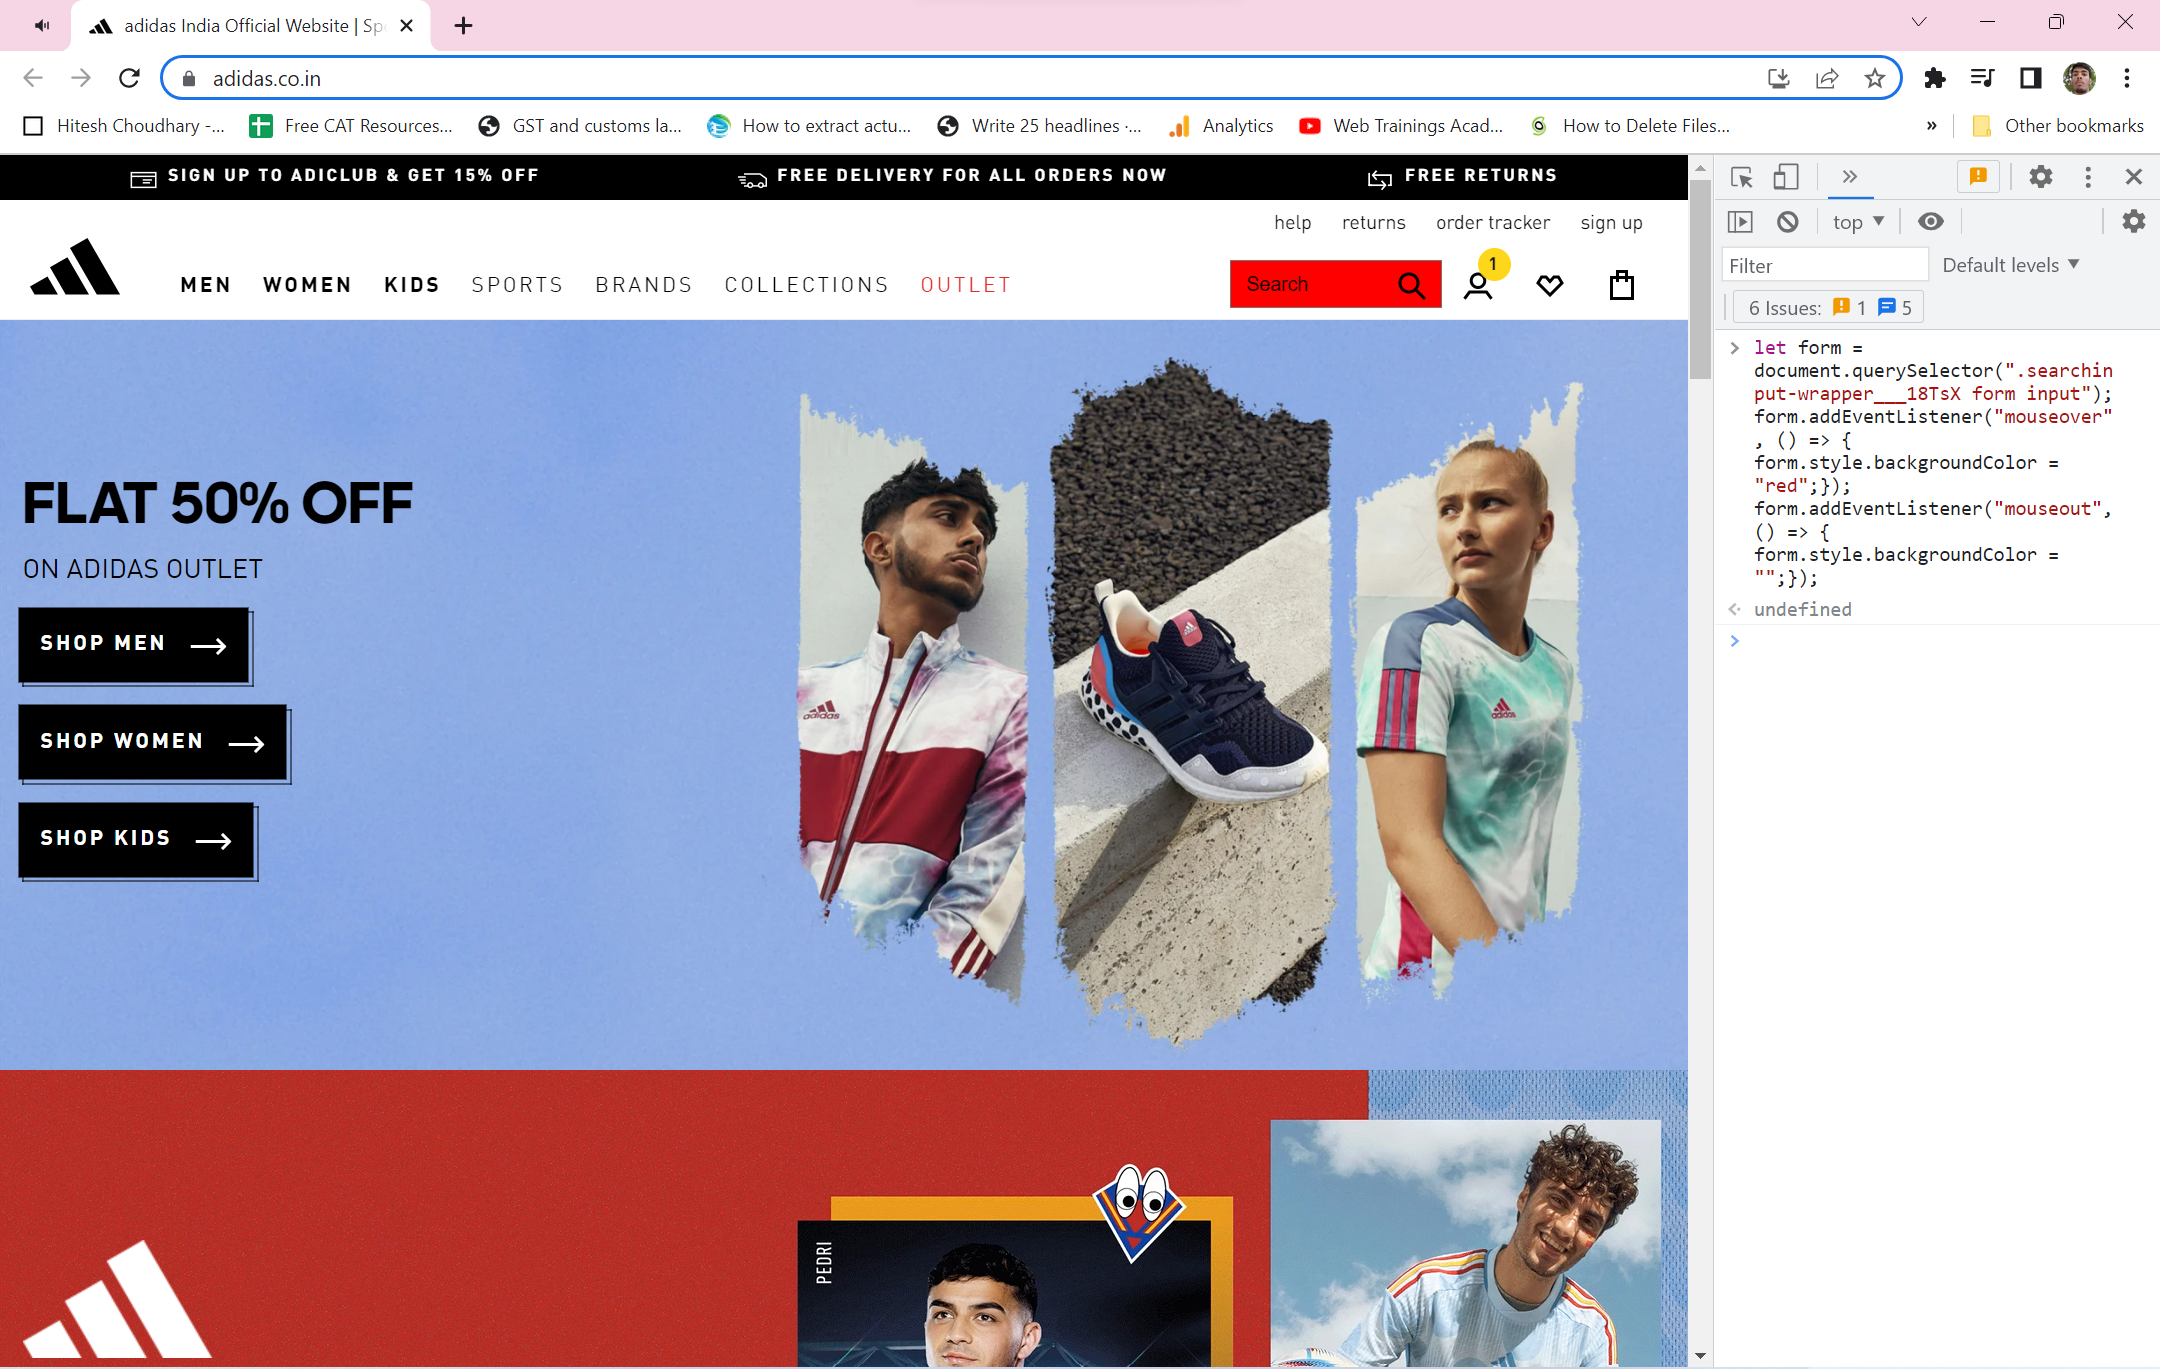 adidas India Official Website | Sp
adidas.co.in
Hitesh Choudhary -... Free CAT Resources... GST and customs la... How to extract actu... Write 25 headlines ·... Analytics Web Trainings Acad... How to Delete Files... » Other bookmarks
SIGN UP TO ADICLUB & GET 15% OFF FREE DELIVERY FOR ALL ORDERS NOW FREE RETURNS
help returns order tracker sign up
MEN WOMEN KIDS SPORTS BRANDS COLLECTIONS OUTLET Search 1
FLAT 50% OFF
ON ADIDAS OUTLET
SHOP MEN
SHOP WOMEN
SHOP KIDS
adidas
adidas
PEDRI
top
Filter Default levels
6 Issues: 1 5
let form =
document.querySelector(".searchin
put-wrapper___18TsX form input");
form.addEventListener("mouseover"
, () => {
form.style.backgroundColor =
"red";});
form.addEventListener("mouseout",
() => {
form.style.backgroundColor =
"";});
undefined